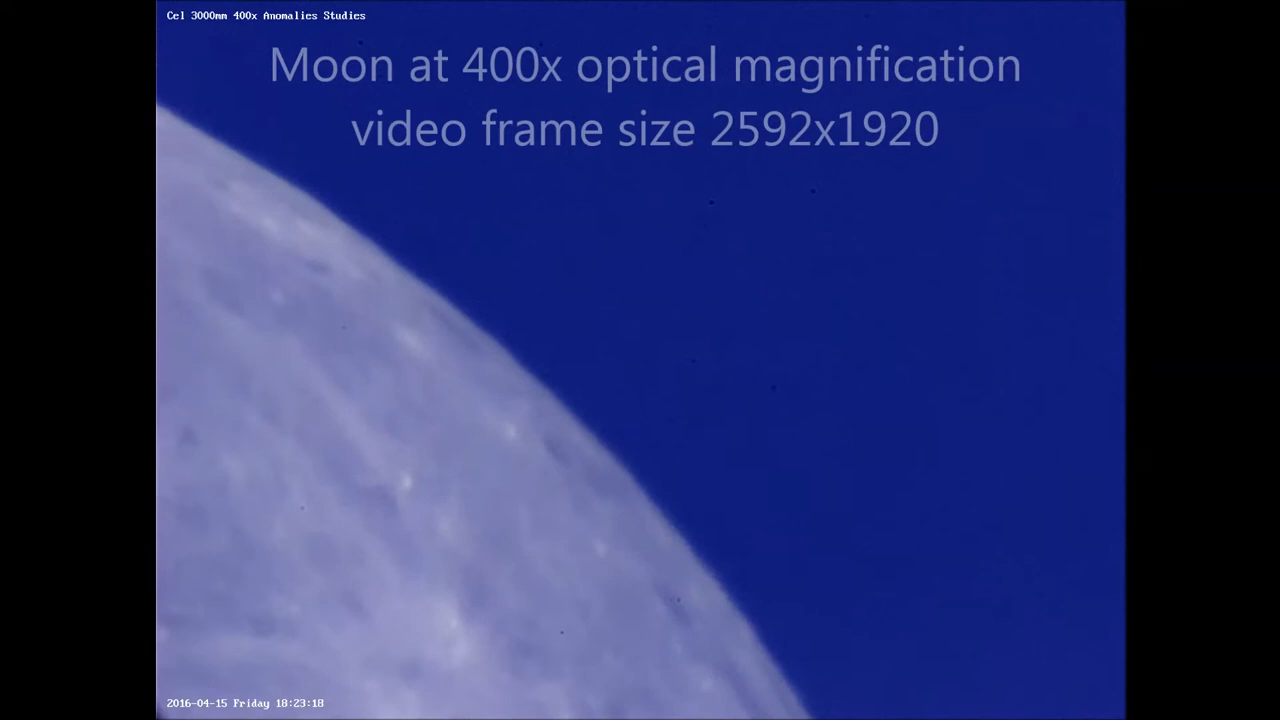 Cel 3000mm 400x Anomalies Studies
Moon at 400x optical magnification
video frame size 2592x1920
2016-04-15 Friday 18:23:18